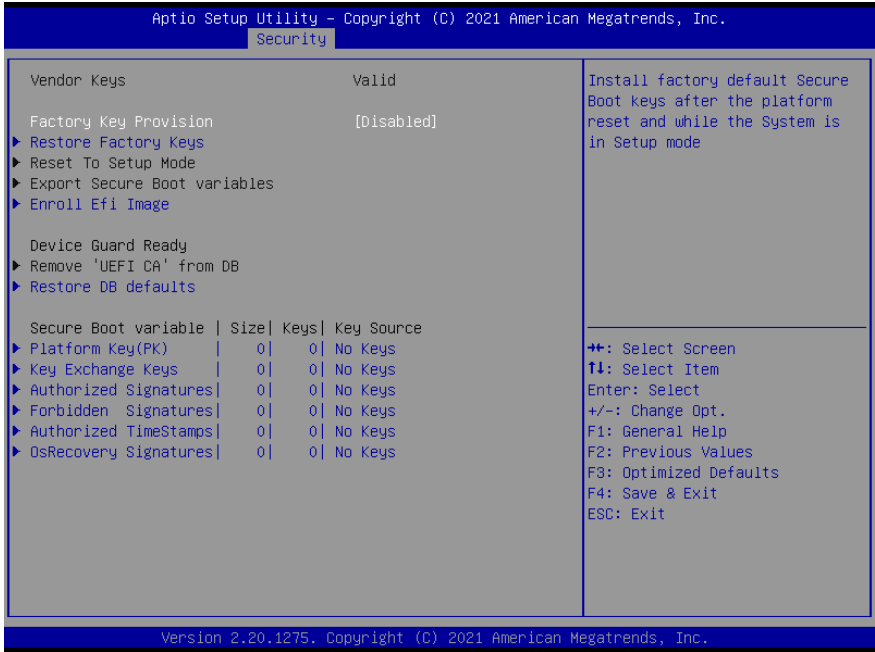 Aptio Setup Utility – Copyright (C) 2021 American Megatrends, Inc.
Security
Vendor Keys Valid
Factory Key Provision [Disabled]
Restore Factory Keys
Reset To Setup Mode
Export Secure Boot variables
Enroll Efi Image
Device Guard Ready
Remove 'UEFI CA' from DB
Restore DB defaults
Secure Boot variable | Size| Keys| Key Source
Platform Key(PK) | 0| 0| No Keys
Key Exchange Keys | 0| 0| No Keys
Authorized Signatures| 0| 0| No Keys
Forbidden Signatures| 0| 0| No Keys
Authorized TimeStamps| 0| 0| No Keys
OsRecovery Signatures| 0| 0| No Keys
Install factory default Secure
Boot keys after the platform
reset and while the System is
in Setup mode
→←: Select Screen
↑↓: Select Item
Enter: Select
+/-: Change Opt.
F1: General Help
F2: Previous Values
F3: Optimized Defaults
F4: Save & Exit
ESC: Exit
Version 2.20.1275. Copyright (C) 2021 American Megatrends, Inc.